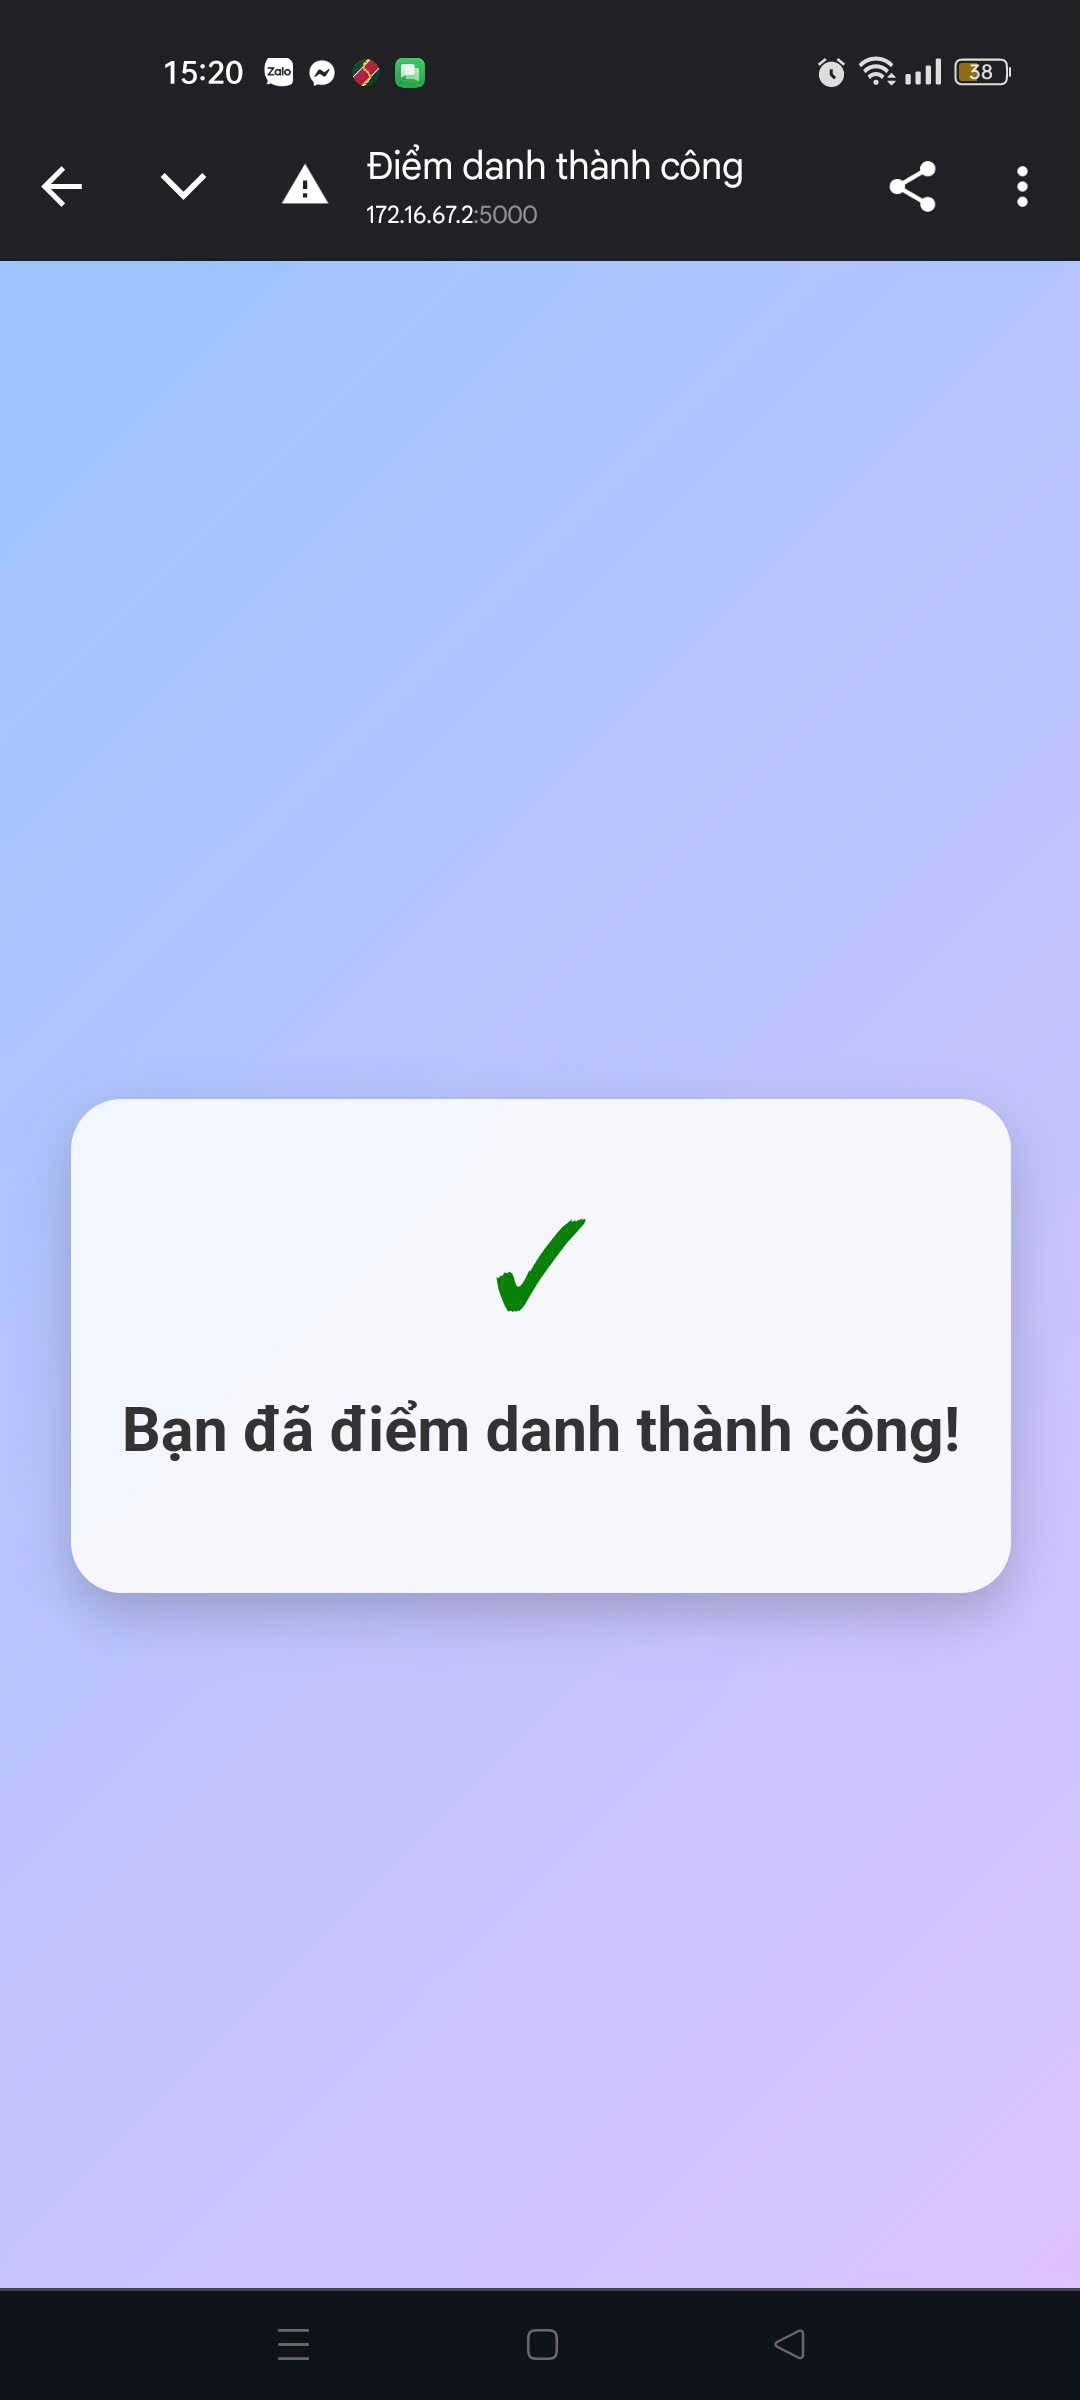 15:20
Zalo
38
Điểm danh thành công
172.16.67.2:5000
Bạn đã điểm danh thành công!